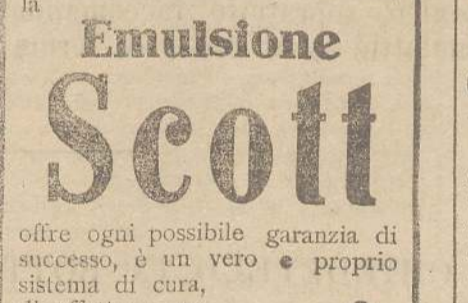 la
Emulsione
Scott
offre ogni possibile garanzia di
successo, è un vero e proprio
sistema di cura,